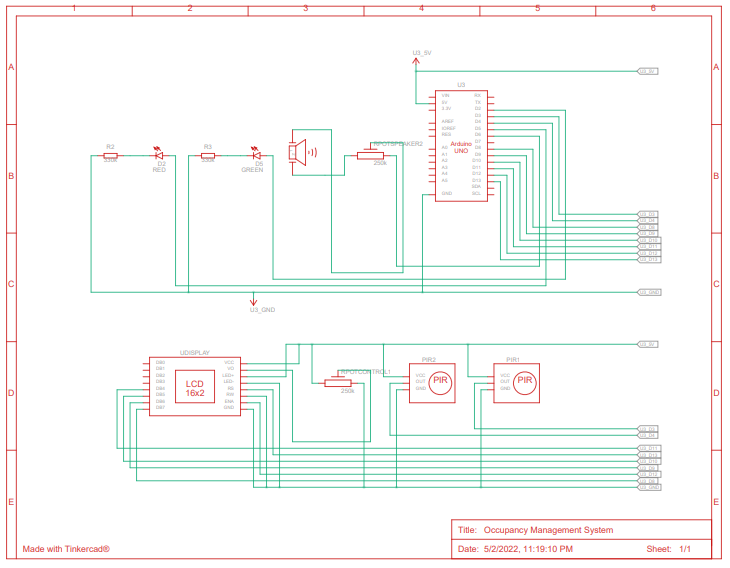 1 2 3 4 5 6
A A
U3_5V
U3
VIN RX
5V TX
3.3V D2
D3
AREF D4
IOREF D5
RES D6
D7
A0 D8
A1 D9
A2 D10
A3 D11
A4 D12
A5 D13
SDA
GND SCL
Arduino
UNO
U3_5V
B B
R2
330k
D2
RED
R3
330k
D5
GREEN
RPOTSPEAKER2
250k
U3_D3
U3_D4
U3_D8
U3_D9
U3_D10
U3_D11
U3_D12
U3_D13
C C
U3_GND
U3_GND
UDISPLAY
DB0 VCC
DB1 VO
DB2 LED+
DB3 LED-
DB4 RS
DB5 RW
DB6 ENA
DB7 GND
LCD
16x2
RPOTCONTROL1
250k
PIR2
VCC
OUT
GND
PIR
PIR1
VCC
OUT
GND
PIR
U3_5V
D D
U3_D3
U3_D4
U3_D11
U3_D13
U3_D10
U3_D12
U3_GND
E E
Title: Occupancy Management System
Made with Tinkercad®
Date: 5/2/2022, 11:19:10 PM Sheet: 1/1